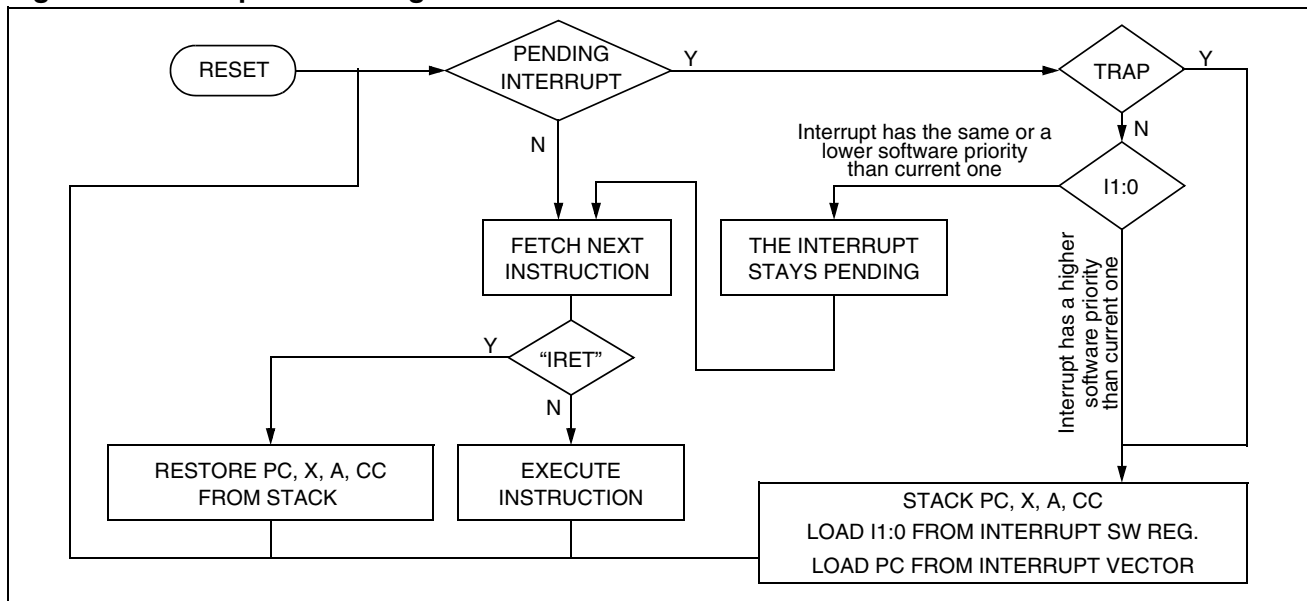 RESET
PENDING
INTERRUPT
Y
TRAP
Y
N
N
Interrupt has the same or a
lower software priority
than current one
I1:0
FETCH NEXT
INSTRUCTION
THE INTERRUPT
STAYS PENDING
Interrupt has a higher
software priority
than current one
Y
“IRET”
N
RESTORE PC, X, A, CC
FROM STACK
EXECUTE
INSTRUCTION
STACK PC, X, A, CC
LOAD I1:0 FROM INTERRUPT SW REG.
LOAD PC FROM INTERRUPT VECTOR